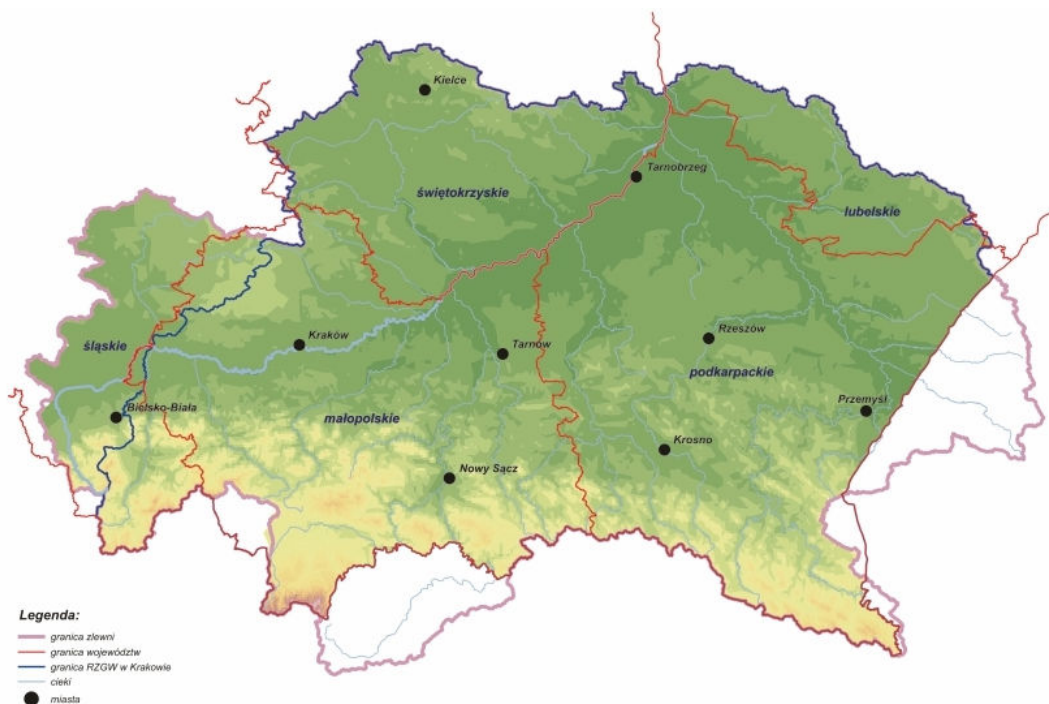 Kielce
Tarnobrzeg
świętokrzyskie
lubelskie
Kraków
Rzeszów
śląskie
Tarnów
podkarpackie
Przemyśl
Bielsko-Biała
małopolskie
Krosno
Nowy Sącz
Legenda:
granica zlewni
granica województw
granica RZGW w Krakowie
cieki
miasta